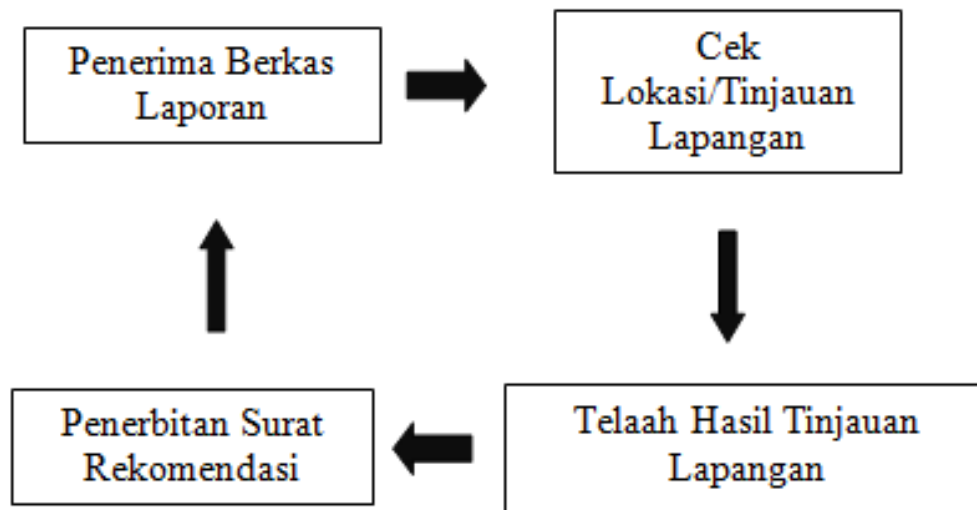 Penerima Berkas
Laporan
Cek
Lokasi/Tinjauan
Lapangan
Telaah Hasil Tinjauan
Lapangan
Penerbitan Surat
Rekomendasi